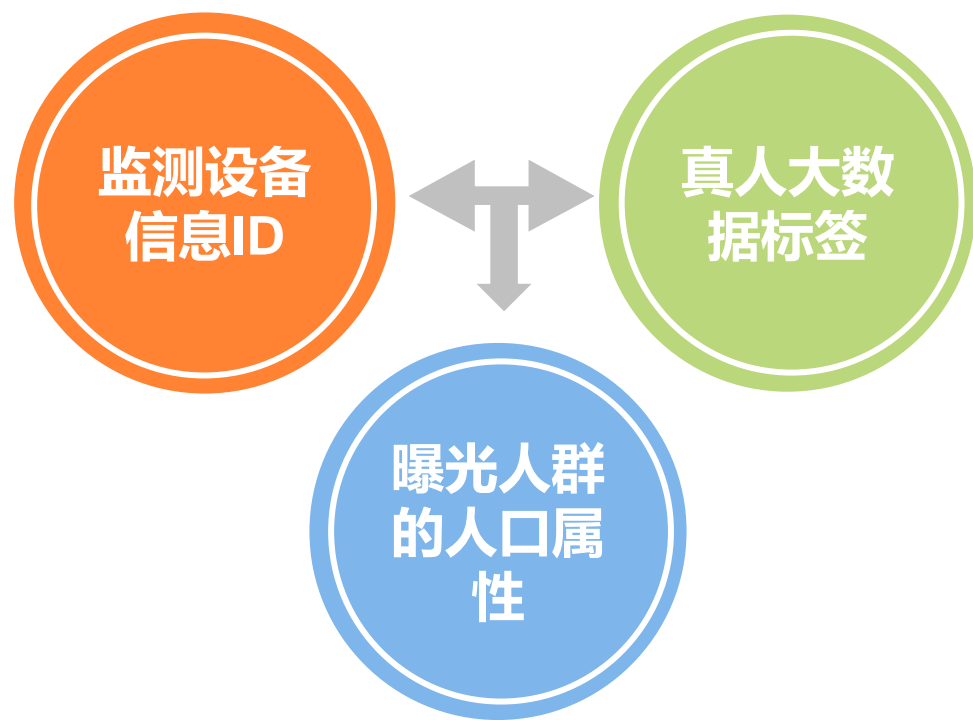 监测设备
信息ID
真人大数
据标签
曝光人群
的人口属
性